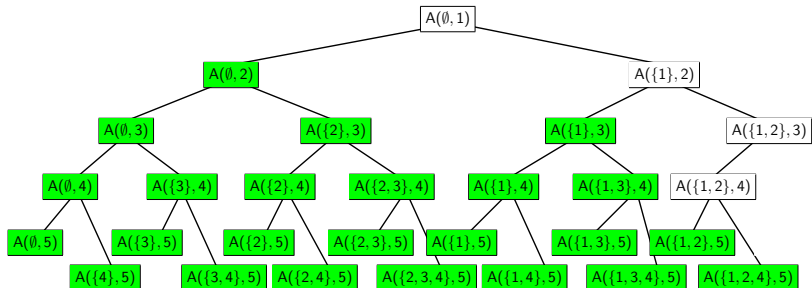 A(∅, 1)
A(∅, 2)
A({1}, 2)
A(∅, 3)
A({2}, 3)
A({1}, 3)
A({1, 2}, 3)
A(∅, 4)
A({3}, 4)
A({2}, 4)
A({2, 3}, 4)
A({1}, 4)
A({1, 3}, 4)
A({1, 2}, 4)
A(∅, 5)
A({3}, 5)
A({2}, 5)
A({2, 3}, 5)
A({1}, 5)
A({1, 3}, 5)
A({1, 2}, 5)
A({4}, 5)
A({3, 4}, 5)
A({2, 4}, 5)
A({2, 3, 4}, 5)
A({1, 4}, 5)
A({1, 3, 4}, 5)
A({1, 2, 4}, 5)